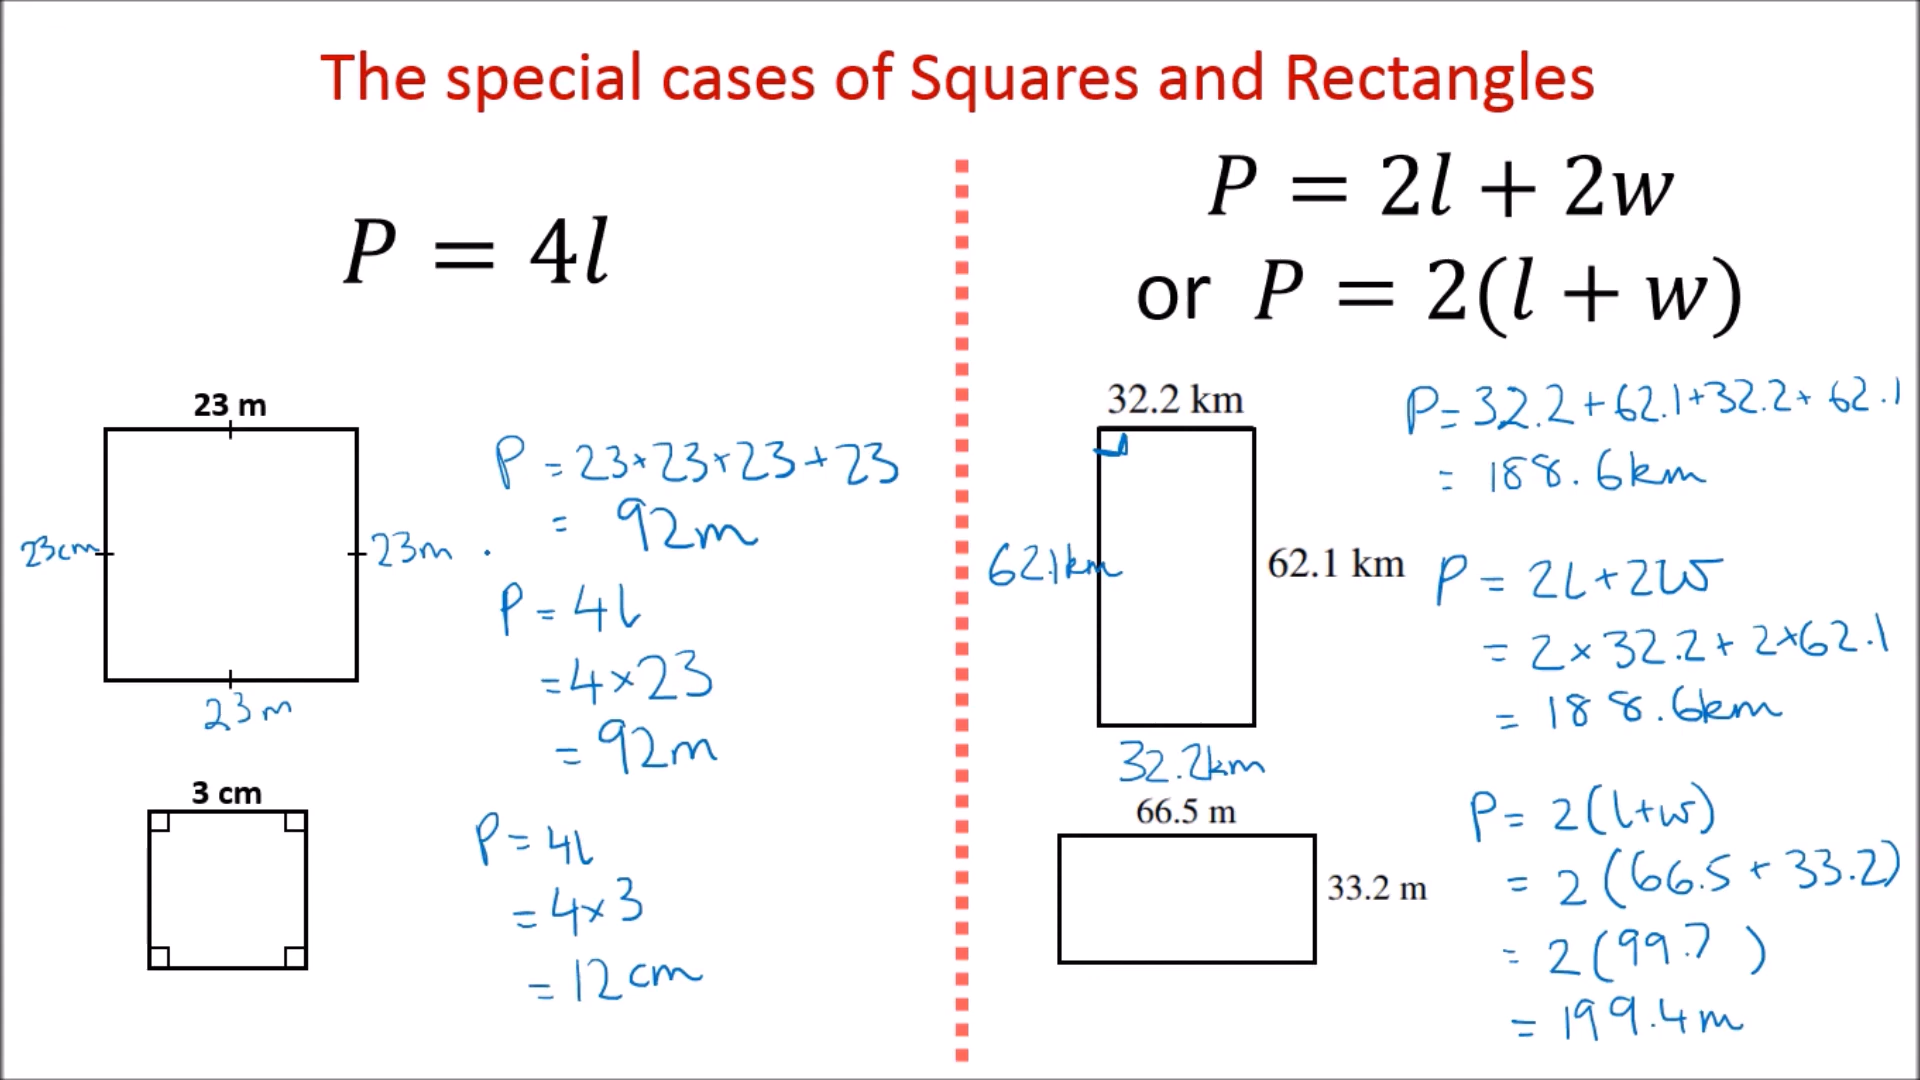 The special cases of Squares and Rectangles
P = 4l
23 m
23cm
23m
23m
P = 23+23+23+23
= 92m
P = 4l
= 4×23
= 92m
3 cm
P = 4l
= 4×3
= 12cm
P = 2l + 2w
or P = 2(l + w)
32.2 km
62.1km
62.1 km
32.2km
P = 32.2+62.1+32.2+62.1
= 188.6km
P = 2L+2W
= 2×32.2+2×62.1
= 188.6km
66.5 m
33.2 m
P = 2(l+w)
= 2(66.5+33.2)
= 2(99.7)
= 199.4m